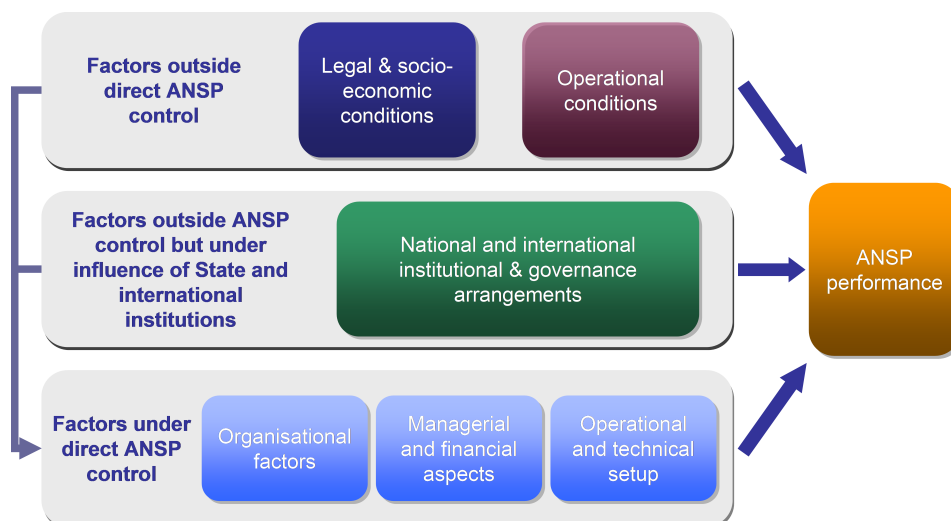 Factors outside
direct ANSP
control
Legal & socio-
economic
conditions
Operational
conditions
Factors outside ANSP
control but under
influence of State and
international
institutions
National and international
institutional & governance
arrangements
ANSP
performance
Factors under
direct ANSP
control
Organisational
factors
Managerial
and financial
aspects
Operational
and technical
setup